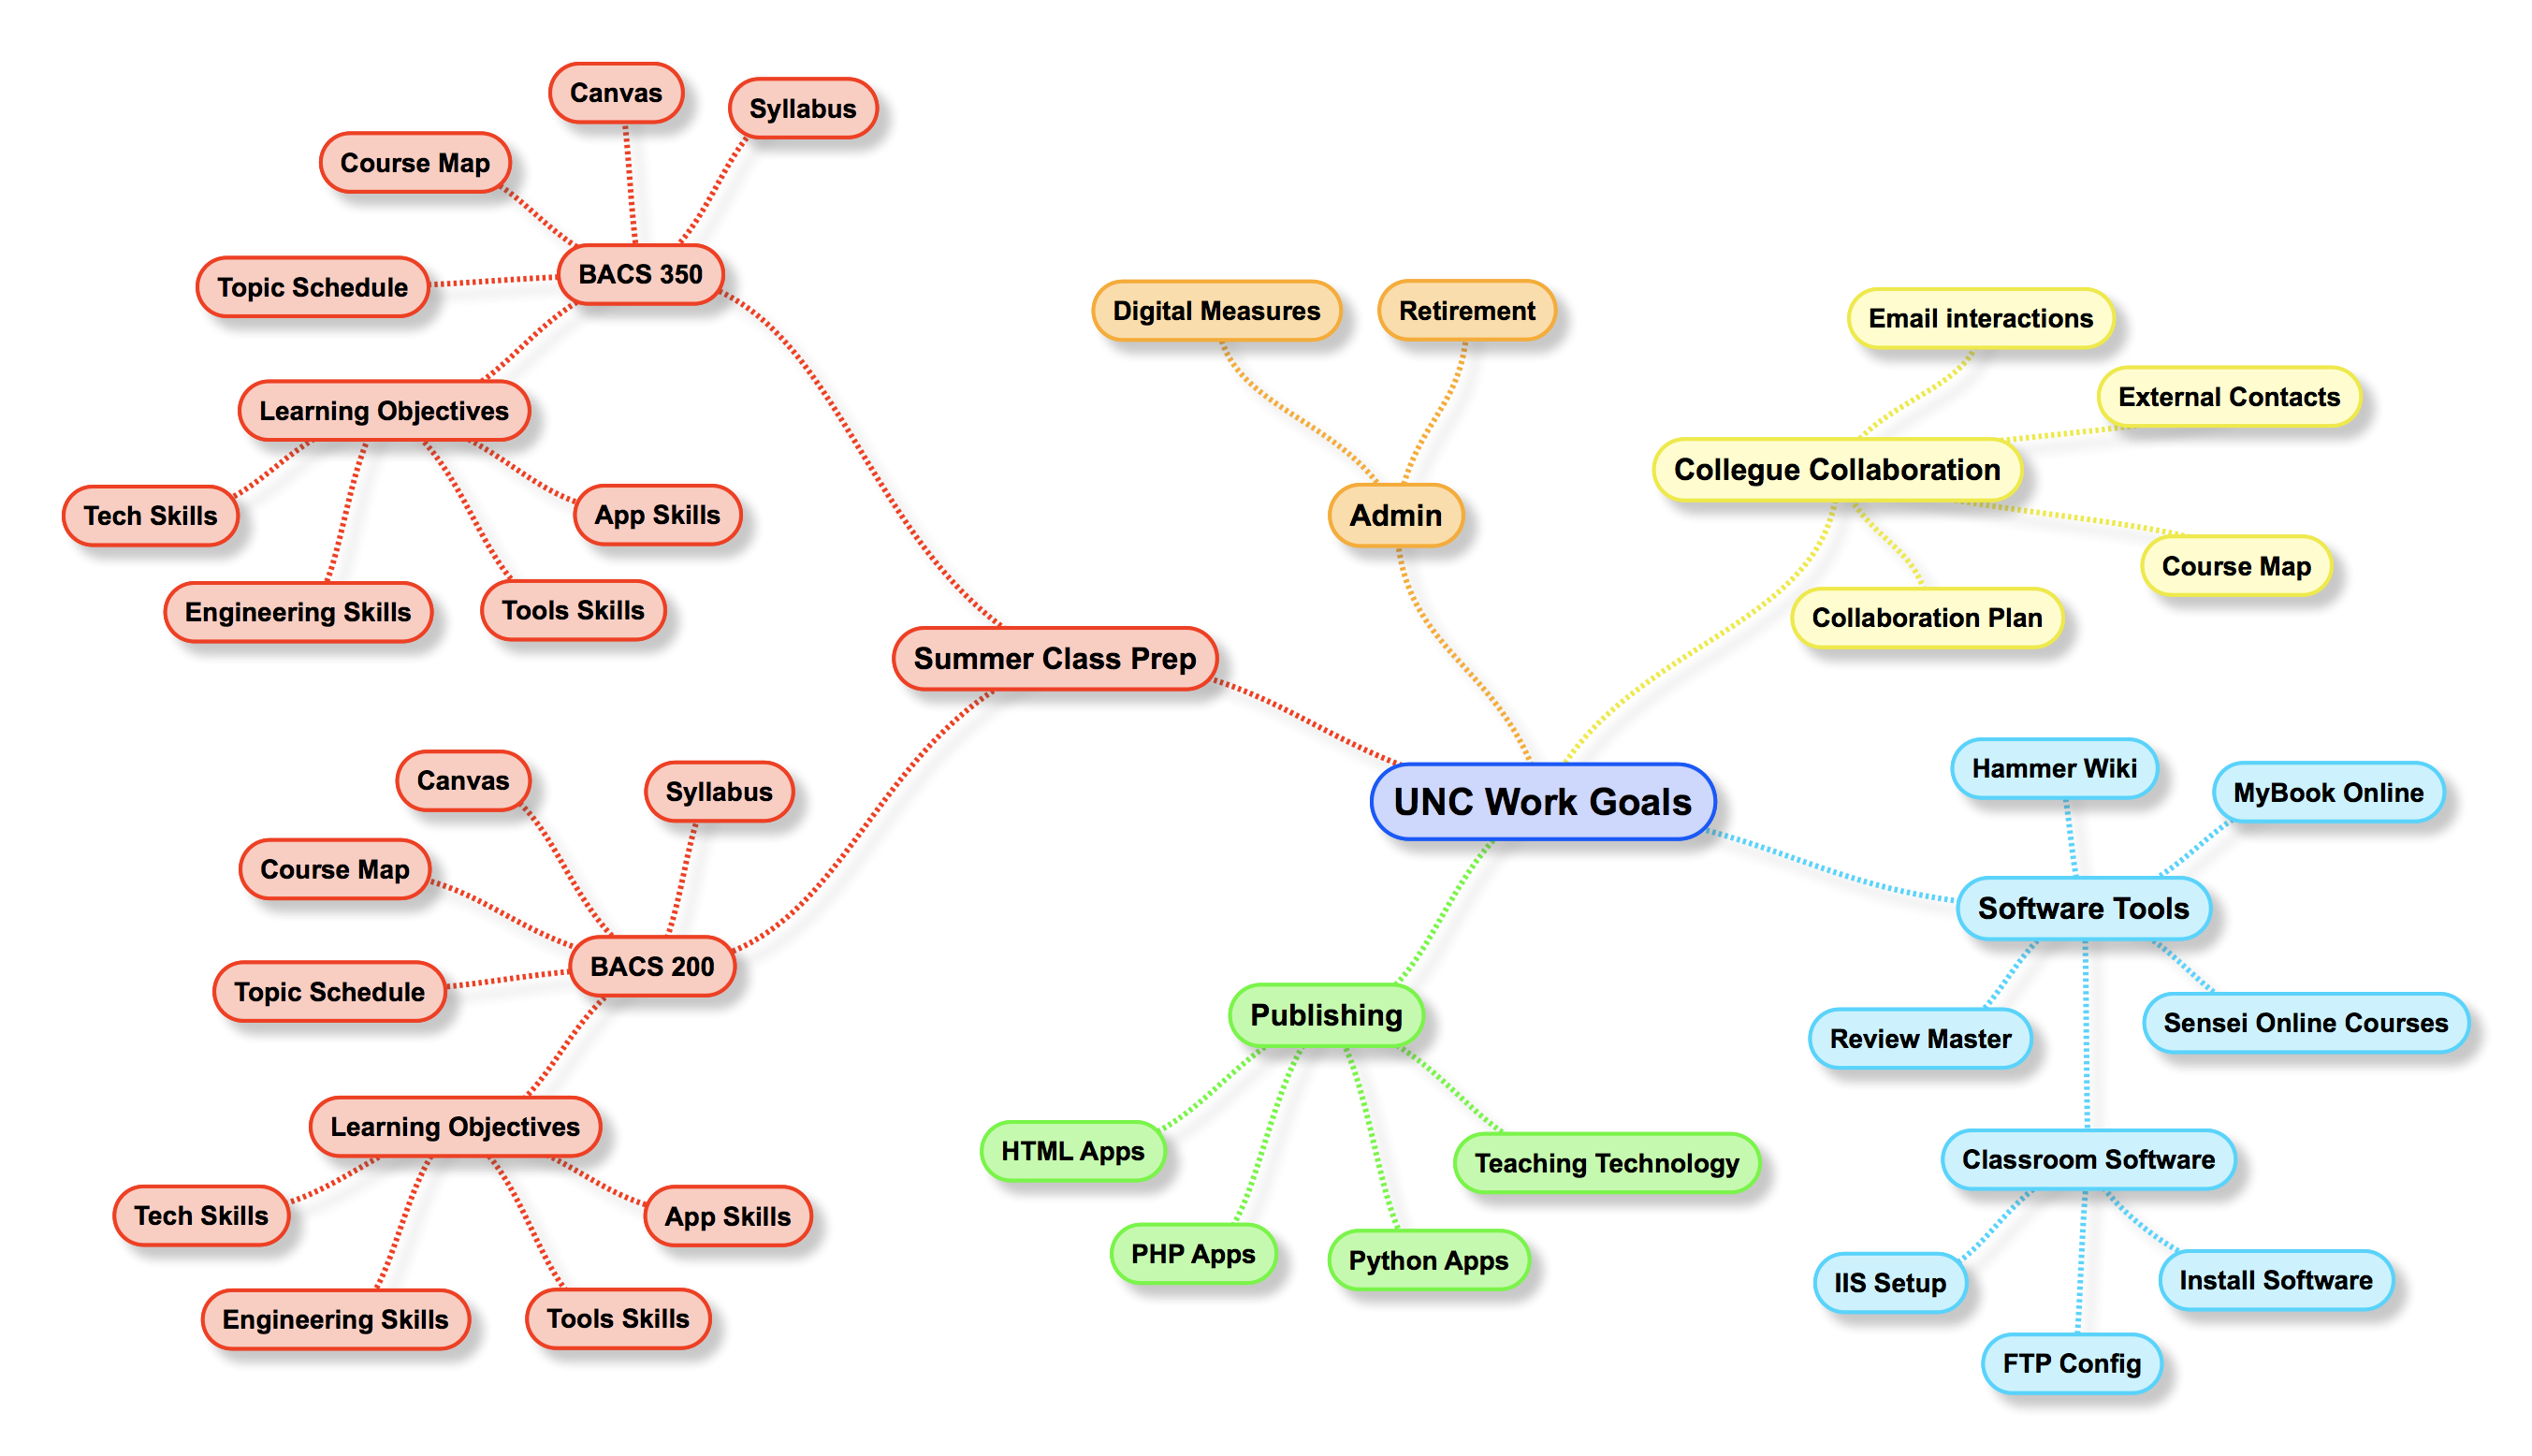 Canvas
Syllabus
Course Map
BACS 350
Topic Schedule
Learning Objectives
Tech Skills
App Skills
Engineering Skills
Tools Skills
Digital Measures
Retirement
Admin
Email interactions
External Contacts
Collegue Collaboration
Course Map
Collaboration Plan
Summer Class Prep
UNC Work Goals
Canvas
Syllabus
Course Map
BACS 200
Topic Schedule
Learning Objectives
Tech Skills
App Skills
Engineering Skills
Tools Skills
Publishing
HTML Apps
Teaching Technology
PHP Apps
Python Apps
Hammer Wiki
MyBook Online
Software Tools
Review Master
Sensei Online Courses
Classroom Software
IIS Setup
Install Software
FTP Config